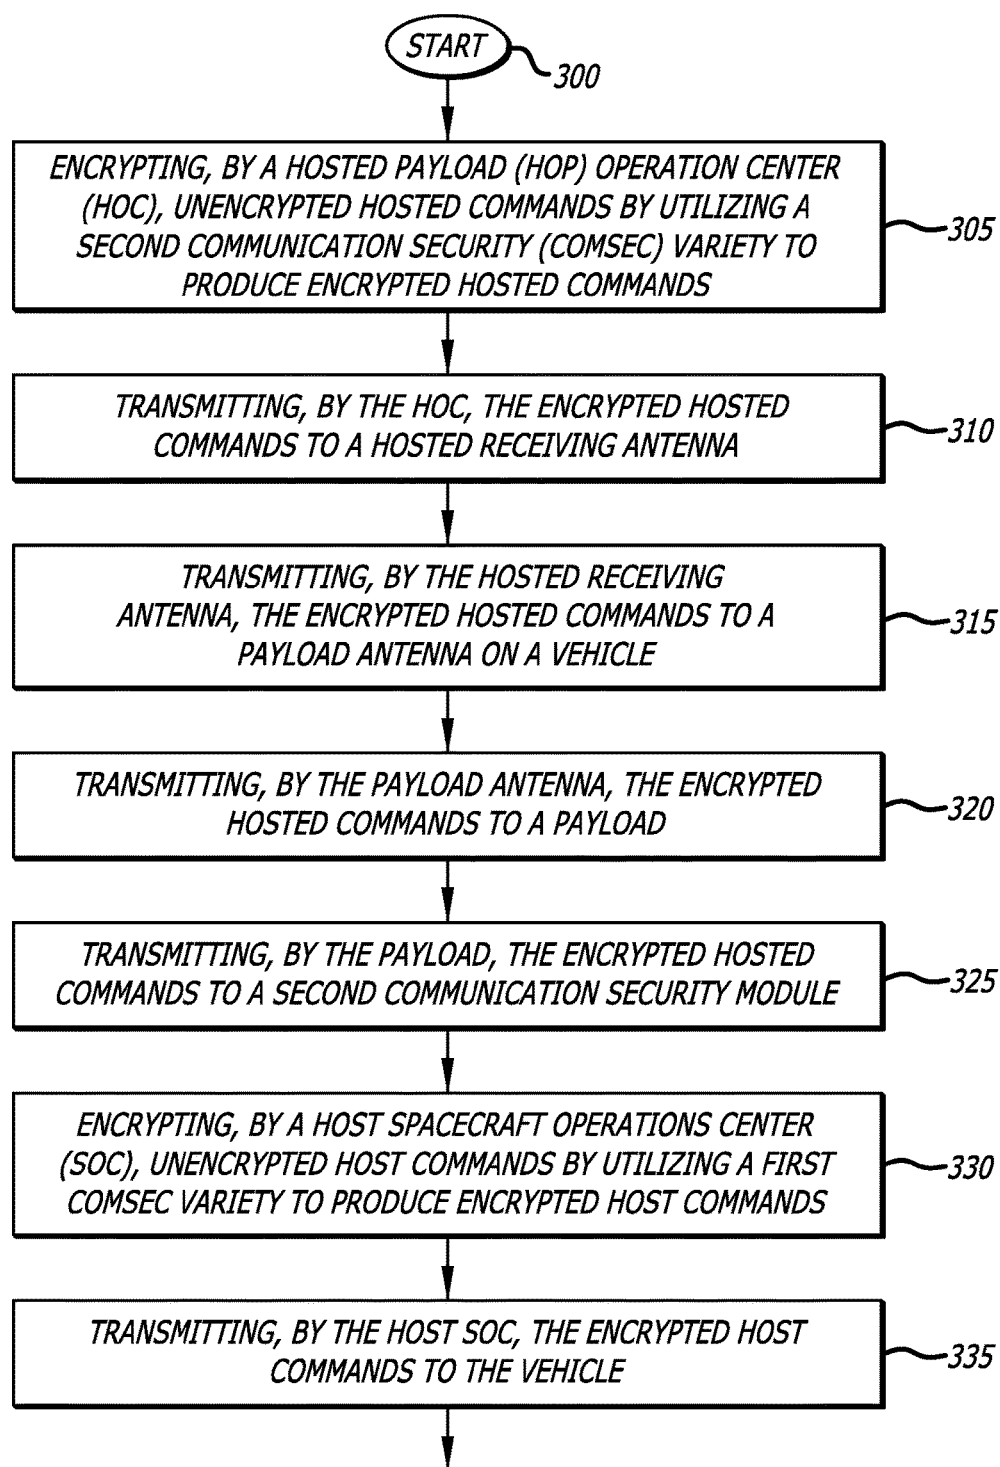 START
300
ENCRYPTING, BY A HOSTED PAYLOAD (HOP) OPERATION CENTER
(HOC), UNENCRYPTED HOSTED COMMANDS BY UTILIZING A
SECOND COMMUNICATION SECURITY (COMSEC) VARIETY TO
PRODUCE ENCRYPTED HOSTED COMMANDS
305
TRANSMITTING, BY THE HOC, THE ENCRYPTED HOSTED
COMMANDS TO A HOSTED RECEIVING ANTENNA
310
TRANSMITTING, BY THE HOSTED RECEIVING
ANTENNA, THE ENCRYPTED HOSTED COMMANDS TO A
PAYLOAD ANTENNA ON A VEHICLE
315
TRANSMITTING, BY THE PAYLOAD ANTENNA, THE ENCRYPTED
HOSTED COMMANDS TO A PAYLOAD
320
TRANSMITTING, BY THE PAYLOAD, THE ENCRYPTED HOSTED
COMMANDS TO A SECOND COMMUNICATION SECURITY MODULE
325
ENCRYPTING, BY A HOST SPACECRAFT OPERATIONS CENTER
(SOC), UNENCRYPTED HOST COMMANDS BY UTILIZING A FIRST
COMSEC VARIETY TO PRODUCE ENCRYPTED HOST COMMANDS
330
TRANSMITTING, BY THE HOST SOC, THE ENCRYPTED HOST
COMMANDS TO THE VEHICLE
335